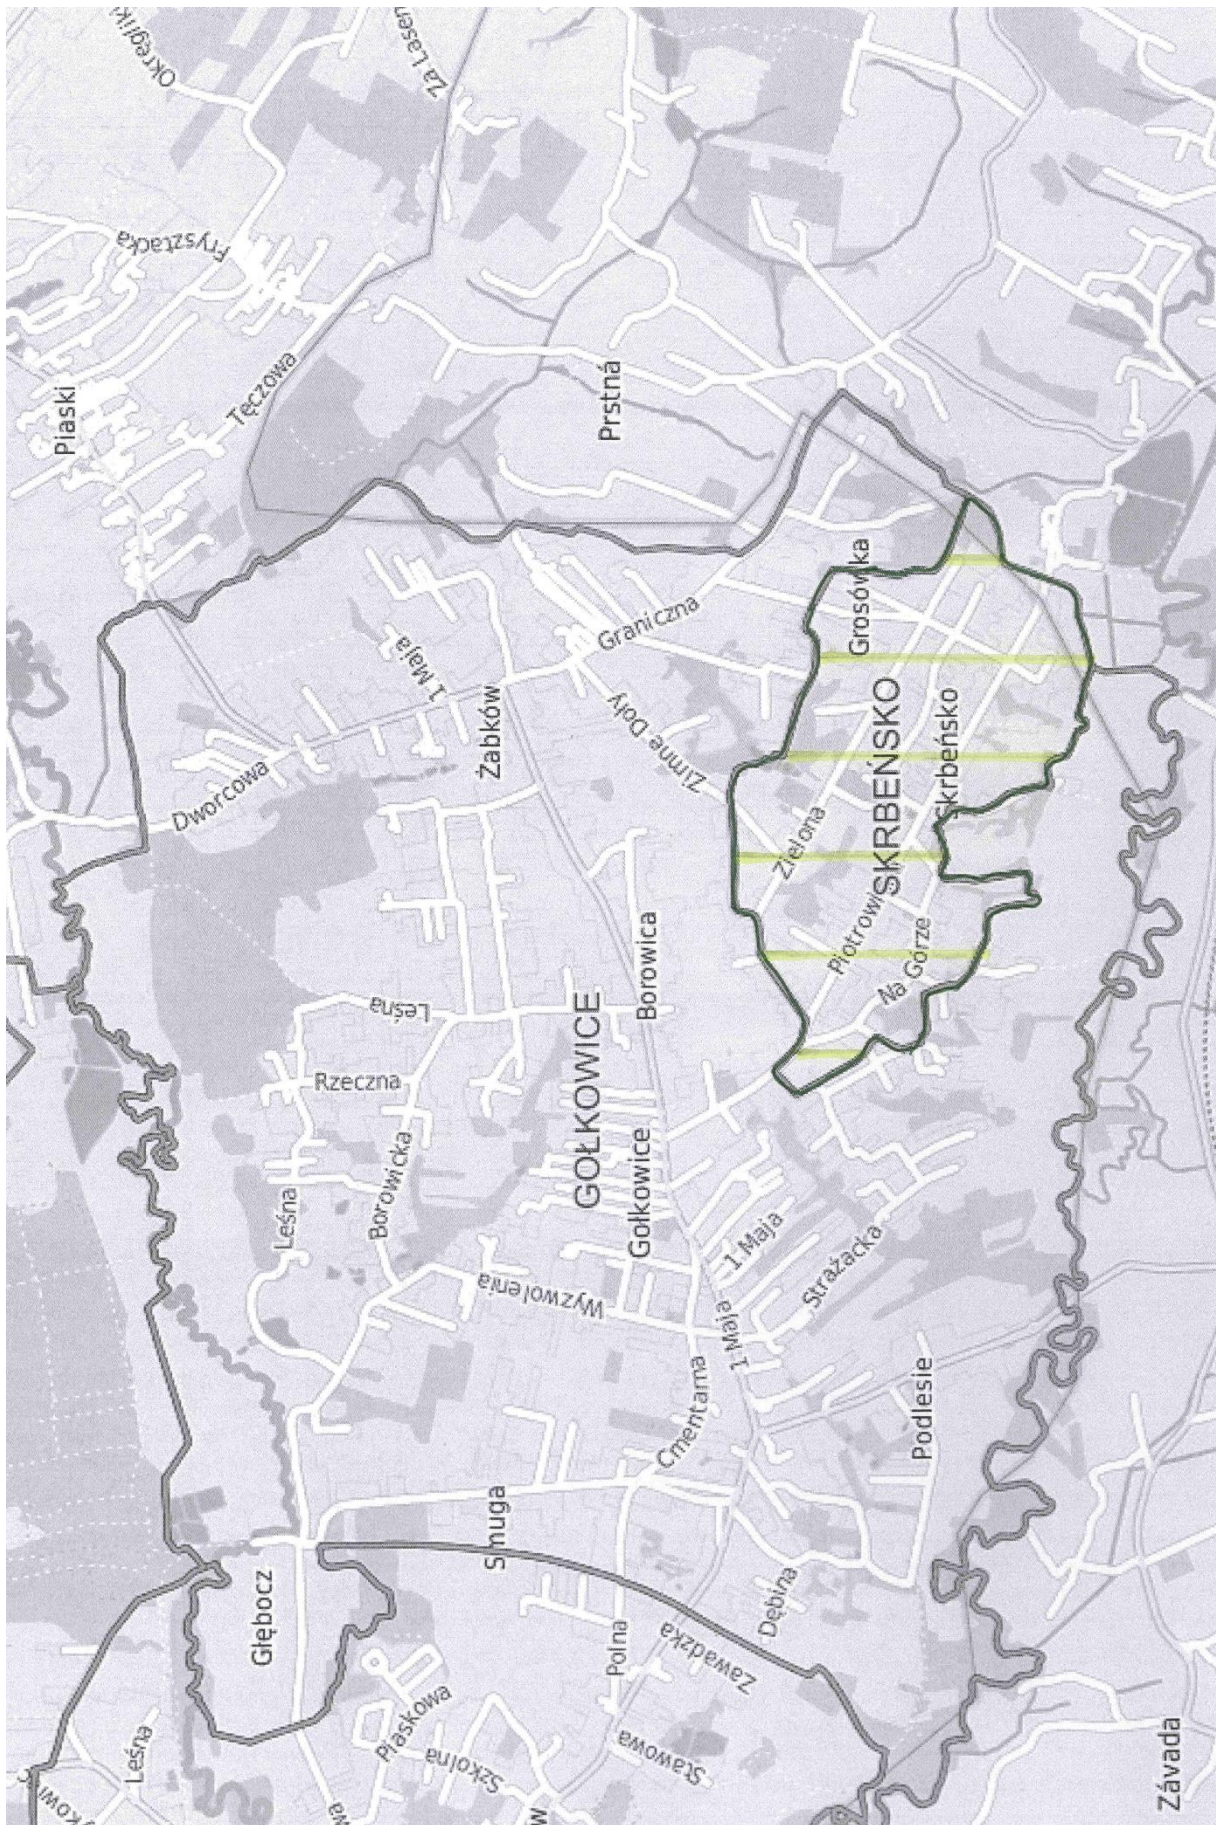 Okręgliki
Za Lasem
Frysztacka
Piaski
Tęczowa
Prstná
Grosówka
Graniczna
1 Maja
Żabków
Zimne Doły
Dworcowa
SKRBEŃSKO
Skrbeńsko
Zielona
Piotrowi
Na Górze
Borowica
Leśna
GOŁKOWICE
Rzeczna
Borowicka
Gołkowice
Leśna
1 Maja
Strażacka
Wyzwolenia
1 Maja
Cmentarna
Podlesie
Smuga
Głębocz
Dębina
Polna
Zawadzka
Piaskowa
Szkolna
Stawowa
Leśna
Závada